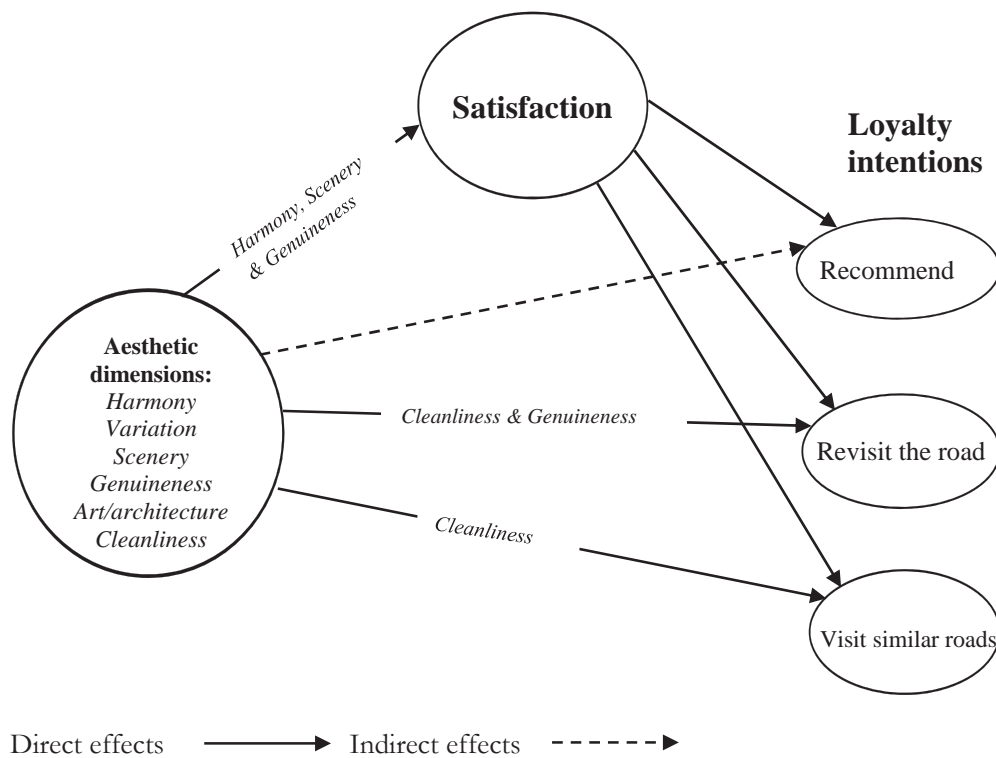 Satisfaction
Loyalty
intentions
Harmony, Scenery
& Genuineness
Recommend
Aesthetic
dimensions:
Harmony
Variation
Scenery
Genuineness
Art/architecture
Cleanliness
Cleanliness & Genuineness
Revisit the road
Cleanliness
Visit similar roads
Direct effects
Indirect effects